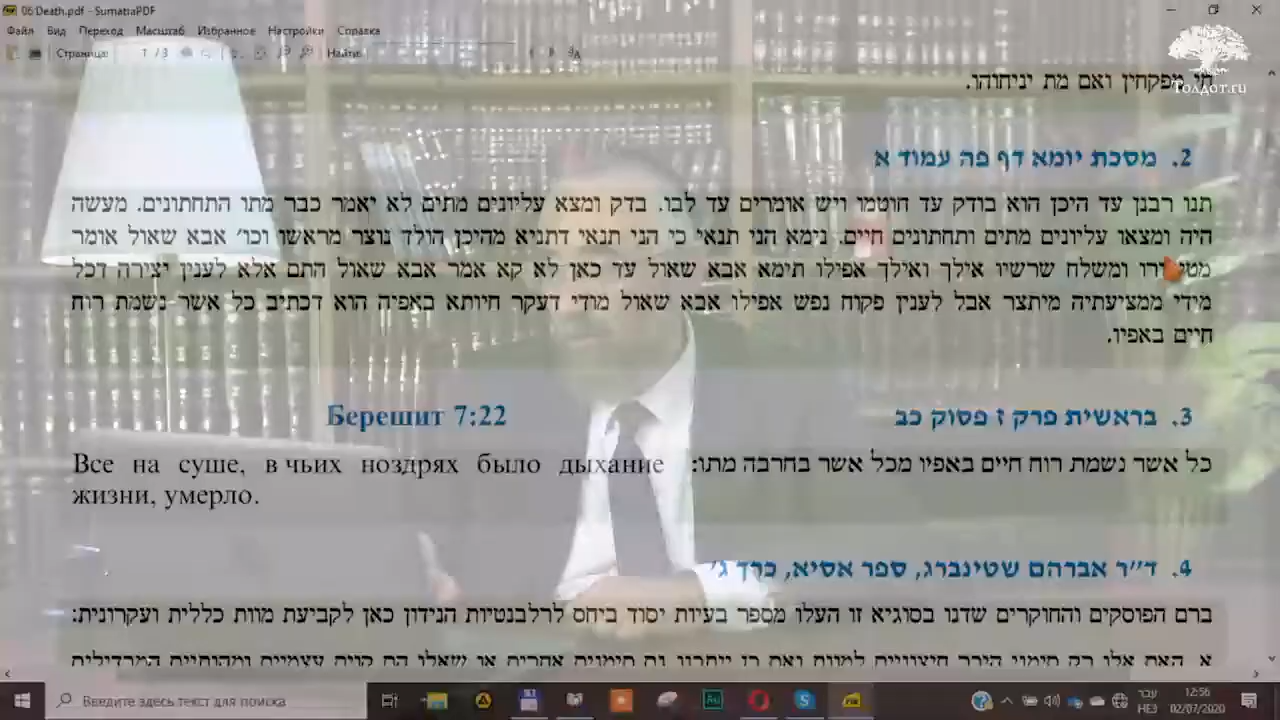 06 Death.pdf - SumatraPDF
Файл Вид Переход Масштаб Избранное Настройки Справка
Страница: 1 / 3 Найти:
Толдот.ru
חי מפקחין ואם מת יניחוהו.
2. מסכת יומא דף פה עמוד א
תנו רבנן עד היכן הוא בודק עד חוטמו ויש אומרים עד לבו. בדק ומצא עליונים מתים לא יאמר כבר מתו התחתונים. מעשה
היה ומצאו עליונים מתים ותחתונים חיים. נימא הני תנאי כי הני תנאי דתניא מהיכן הולד נוצר מראשו וכו׳ אבא שאול אומר
ומשלח שרשיו אילך ואילך אפילו תימא אבא שאול עד כאן לא קא אמר אבא שאול התם אלא לענין יצירה דכל
מידי ממציעתיה מיתצר אבל לענין פקוח נפש אפילו אבא שאול מודי דעקר חיותא באפיה הוא דכתיב כל אשר נשמת רוח
חיים באפיו.
3. בראשית פרק ז פסוק כב
Берешит 7:22
כל אשר נשמת רוח חיים באפיו מכל אשר בחרבה מתו:
Все на суше, в чьих ноздрях было дыхание
жизни, умерло.
4. ד״ר אברהם שטינברג, ספר אסיא, כרך ג׳
ברם הפוסקים והחוקרים שדנו בסוגיא זו העלו מספר בעיות יסוד ביחס לרלבנטיות הנידון כאן לקביעת מוות כללית ועקרונית:
Введите здесь текст для поиска
עבר
НЕЗ
12:56
02/07/2020